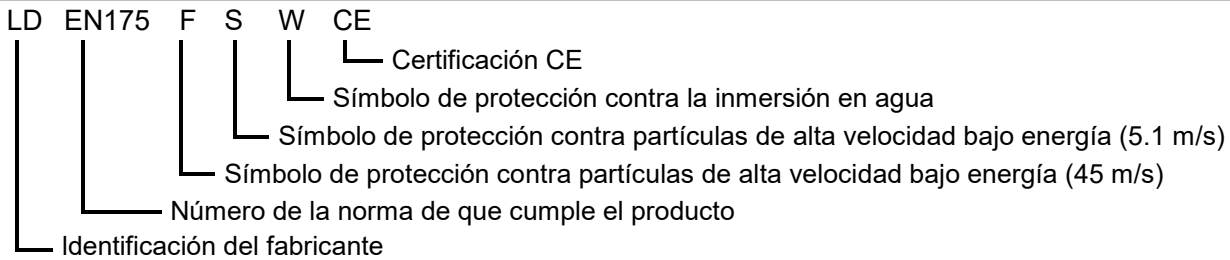 LD EN175 F S W CE
Certificación CE
Símbolo de protección contra la inmersión en agua
Símbolo de protección contra partículas de alta velocidad bajo energía (5.1 m/s)
Símbolo de protección contra partículas de alta velocidad bajo energía (45 m/s)
Número de la norma de que cumple el producto
Identificación del fabricante